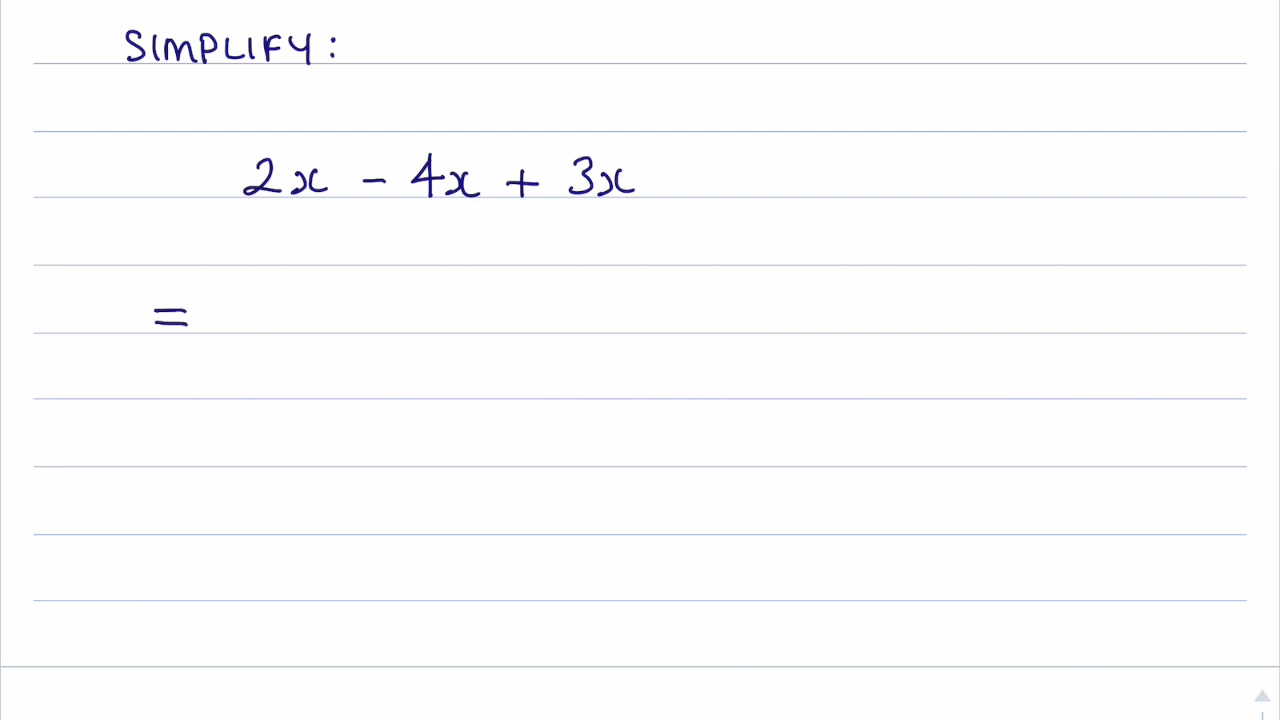 SIMPLIFY:
2x - 4x + 3x
=